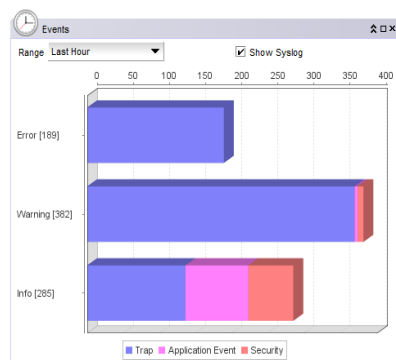 Events
Range Last Hour Show Syslog
0 50 100 150 200 250 300 350 400
Error [189]
Warning [382]
Info [285]
Trap Application Event Security